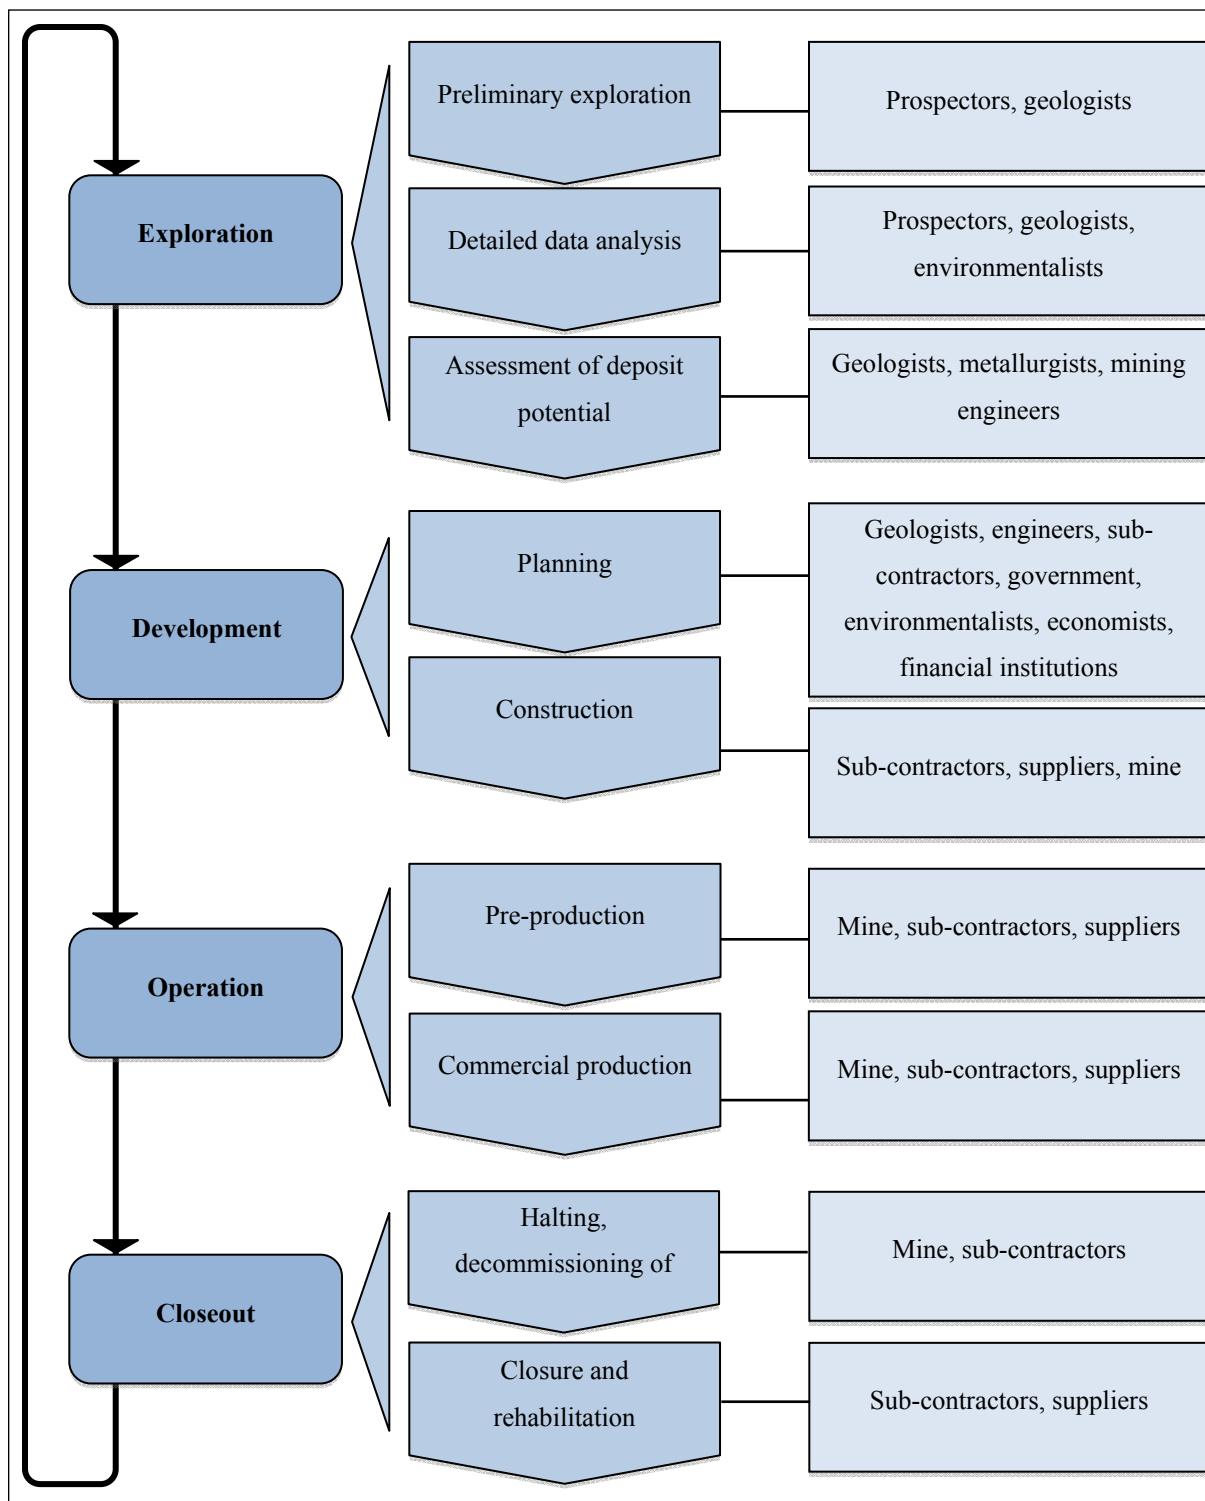 Preliminary exploration
Prospectors, geologists
Exploration
Detailed data analysis
Prospectors, geologists,
environmentalists
Assessment of deposit
potential
Geologists, metallurgists, mining
engineers
Development
Planning
Geologists, engineers, sub-
contractors, government,
environmentalists, economists,
financial institutions
Construction
Sub-contractors, suppliers, mine
Operation
Pre-production
Mine, sub-contractors, suppliers
Commercial production
Mine, sub-contractors, suppliers
Closeout
Halting,
decommissioning of
Mine, sub-contractors
Closure and
rehabilitation
Sub-contractors, suppliers